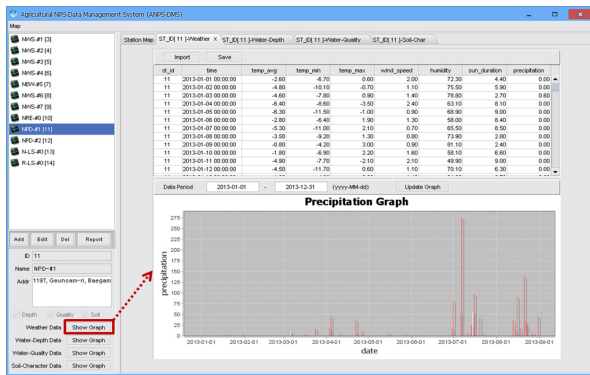 Agricultural NPS-Data Management System (ANPS-DMS)
Map
NWS-#1 [3]
NWS-#2 [4]
NWS-#3 [5]
NWS-#4 [6]
NEW-#5 [7]
NWS-#6 [8]
NWS-#7 [9]
NRE-#0 [10]
NPD-#1 [11]
NPD-#2 [12]
N-LS-#0 [13]
R-LS-#0 [14]
Add Edit Del Report
ID 11
Name NPD-#1
Addr 1197, Geunsam-ri, Baegam
Depth Quality Soil
Weather Data Show Graph
Water-Depth Data Show Graph
Water-Quality Data Show Graph
Soil-Character Data Show Graph
Station Map ST_ID[ 11 ]-Weather X ST_ID[ 11 ]-Water-Depth ST_ID[ 11 ]-Water-Quality ST_ID[ 11 ]-Soil-Char
Import Save
st_id time temp_avg temp_min temp_max wind_speed humidity sun_duration precipitation
11 2013-01-01 00:00:00 -2.60 -6.70 0.60 2.00 72.30 4.40 0.00
11 2013-01-02 00:00:00 -4.80 -10.10 -0.70 1.10 75.50 5.90 0.00
11 2013-01-03 00:00:00 -4.60 -7.80 0.90 1.40 78.80 2.70 0.60
11 2013-01-04 00:00:00 -6.40 -8.60 -3.50 2.40 63.10 8.10 0.00
11 2013-01-05 00:00:00 -6.30 -11.50 -1.00 0.90 68.90 9.00 0.00
11 2013-01-06 00:00:00 -2.80 -6.40 1.90 1.30 58.00 8.40 0.00
11 2013-01-07 00:00:00 -5.30 -11.00 2.10 0.70 65.50 8.50 0.00
11 2013-01-08 00:00:00 -3.50 -9.20 1.30 0.80 73.90 2.80 0.00
11 2013-01-09 00:00:00 -0.80 -4.20 3.00 0.90 81.10 2.40 0.00
11 2013-01-10 00:00:00 -1.80 -6.90 2.20 1.60 58.10 6.60 0.00
11 2013-01-11 00:00:00 -4.90 -7.70 -2.10 2.10 49.90 9.00 0.00
11 2013-01-12 00:00:00 -4.50 -11.70 0.60 1.10 70.10 6.30 0.00
Data Period 2013-01-01 - 2013-12-31 (yyyy-MM-dd) Update Graph
Precipitation Graph
precipitation
275
250
225
200
175
150
125
100
75
50
25
0
2013-01-01 2013-02-01 2013-03-01 2013-04-01 2013-05-01 2013-06-01 2013-07-01 2013-08-01 2013-09-01
date